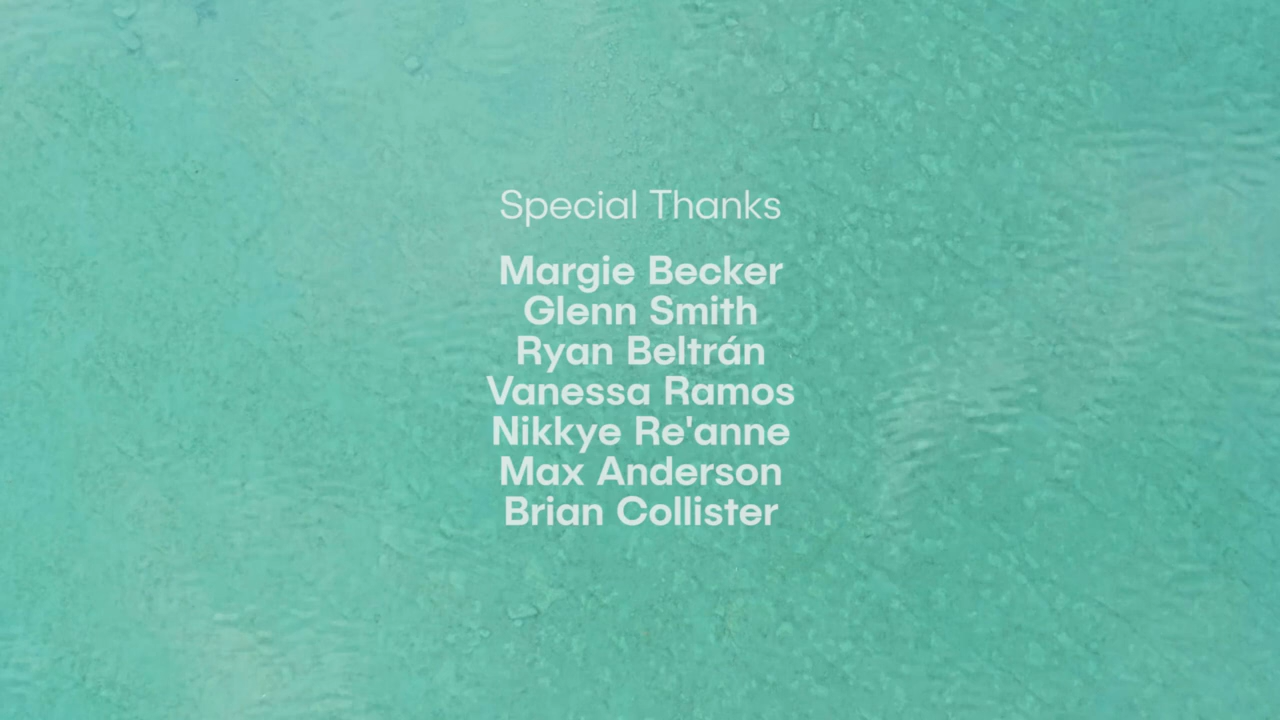 Special Thanks
Margie Becker
Glenn Smith
Ryan Beltrán
Vanessa Ramos
Nikkye Re'anne
Max Anderson
Brian Collister